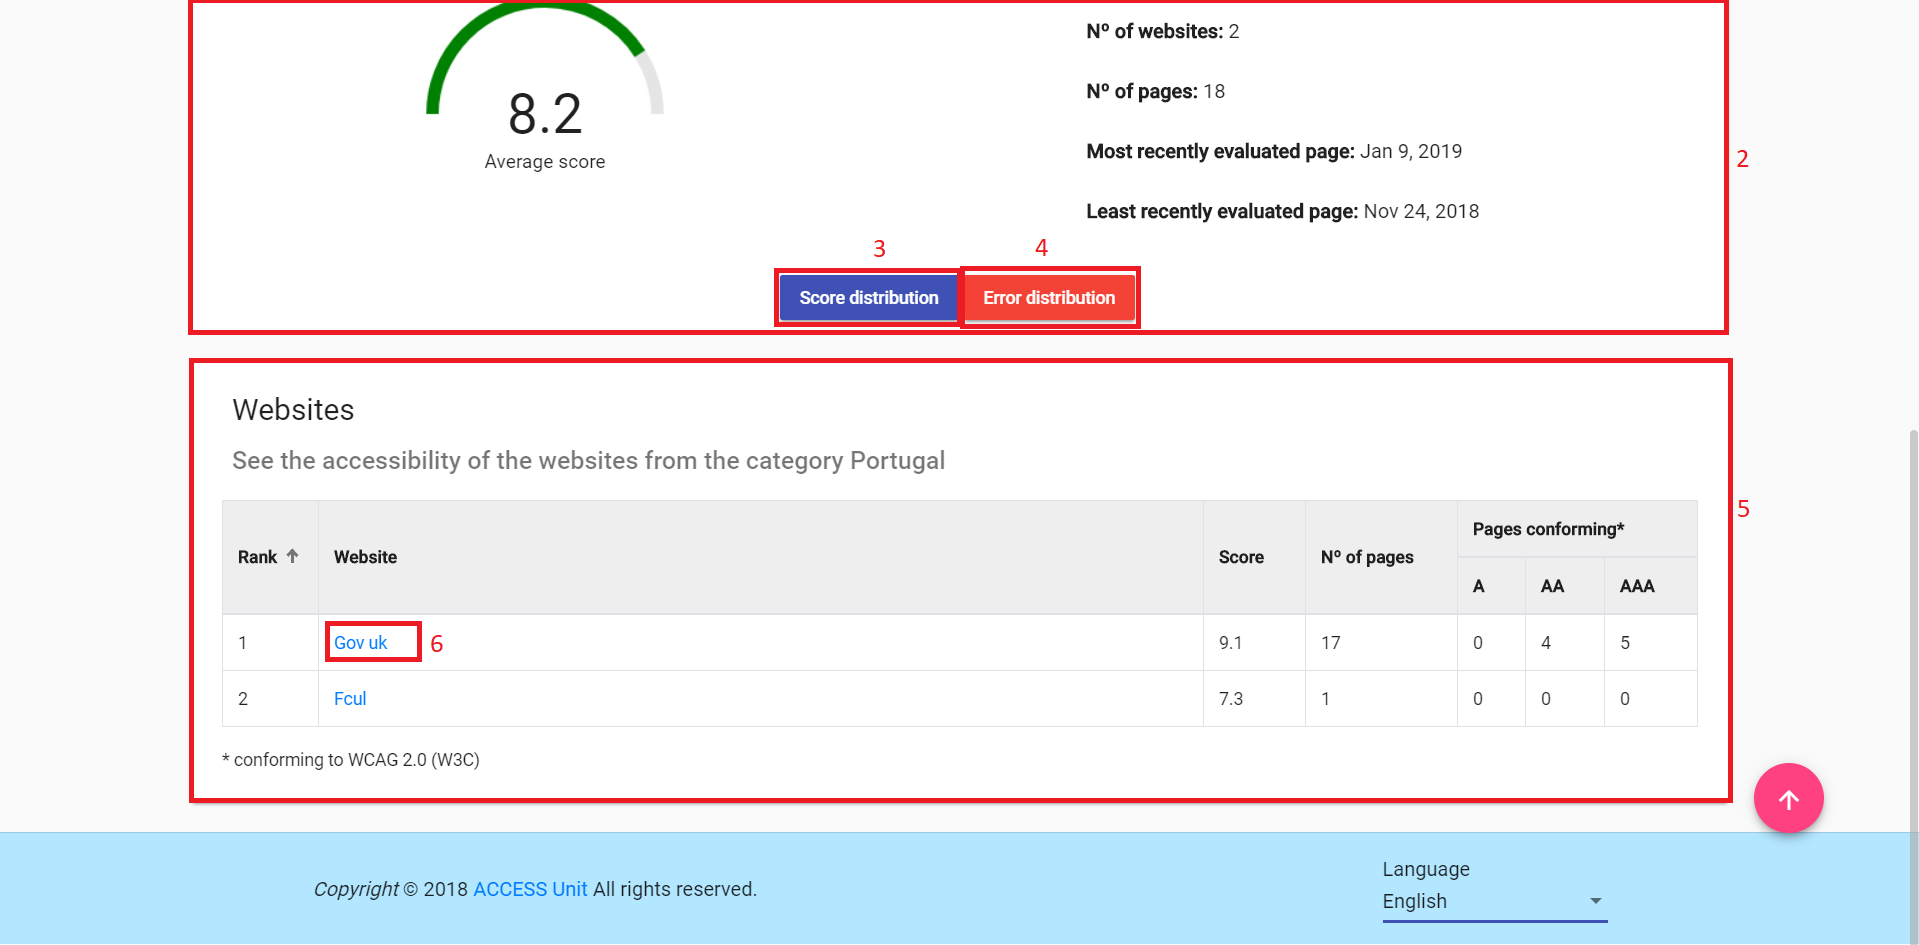 8.2
Average score
Nº of websites: 2
Nº of pages: 18
Most recently evaluated page: Jan 9, 2019
Least recently evaluated page: Nov 24, 2018
2
3
4
Score distribution
Error distribution
Websites
See the accessibility of the websites from the category Portugal
5
Rank Website Score Nº of pages Pages conforming*
A AA AAA
1 Gov uk 6 9.1 17 0 4 5
2 Fcul 7.3 1 0 0 0
* conforming to WCAG 2.0 (W3C)
Copyright © 2018 ACCESS Unit All rights reserved.
Language
English